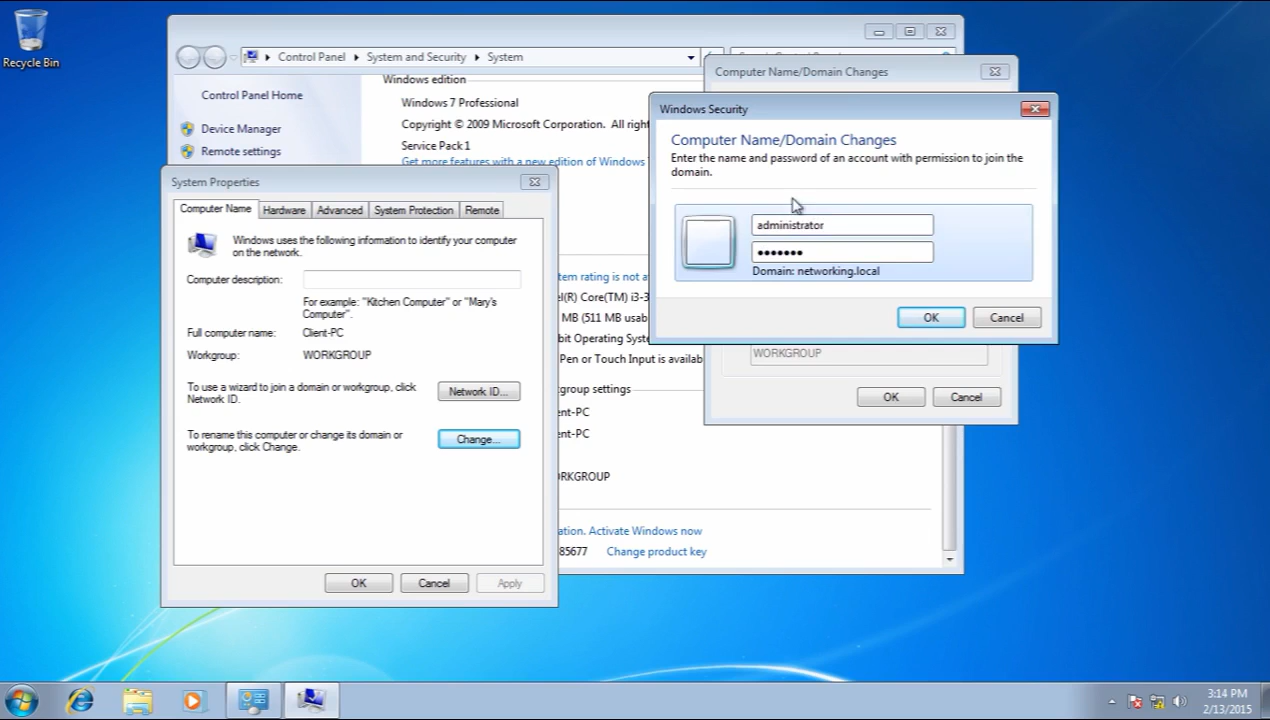 Recycle Bin
Control Panel
System and Security
System
Control Panel Home
Device Manager
Remote settings
Windows edition
Windows 7 Professional
Copyright © 2009 Microsoft Corporation. All right
Service Pack 1
Get more features with a new edition of Windows
System Properties
Computer Name
Hardware
Advanced
System Protection
Remote
Windows uses the following information to identify your computer
on the network.
Computer description:
For example: "Kitchen Computer" or "Mary's
Computer".
Full computer name:
Client-PC
Workgroup:
WORKGROUP
To use a wizard to join a domain or workgroup, click
Network ID.
Network ID...
To rename this computer or change its domain or
workgroup, click Change.
Change...
OK
Cancel
Apply
tem rating is not a
el(R) Core(TM) i3-3
MB (511 MB usab
bit Operating Syste
Pen or Touch Input is availab
group settings
ent-PC
ent-PC
ORKGROUP
ation. Activate Windows now
85677
Change product key
Computer Name/Domain Changes
Windows Security
Computer Name/Domain Changes
Enter the name and password of an account with permission to join the
domain.
administrator
•••••••
Domain: networking.local
OK
Cancel
WORKGROUP
OK
Cancel
3:14 PM
2/13/2015